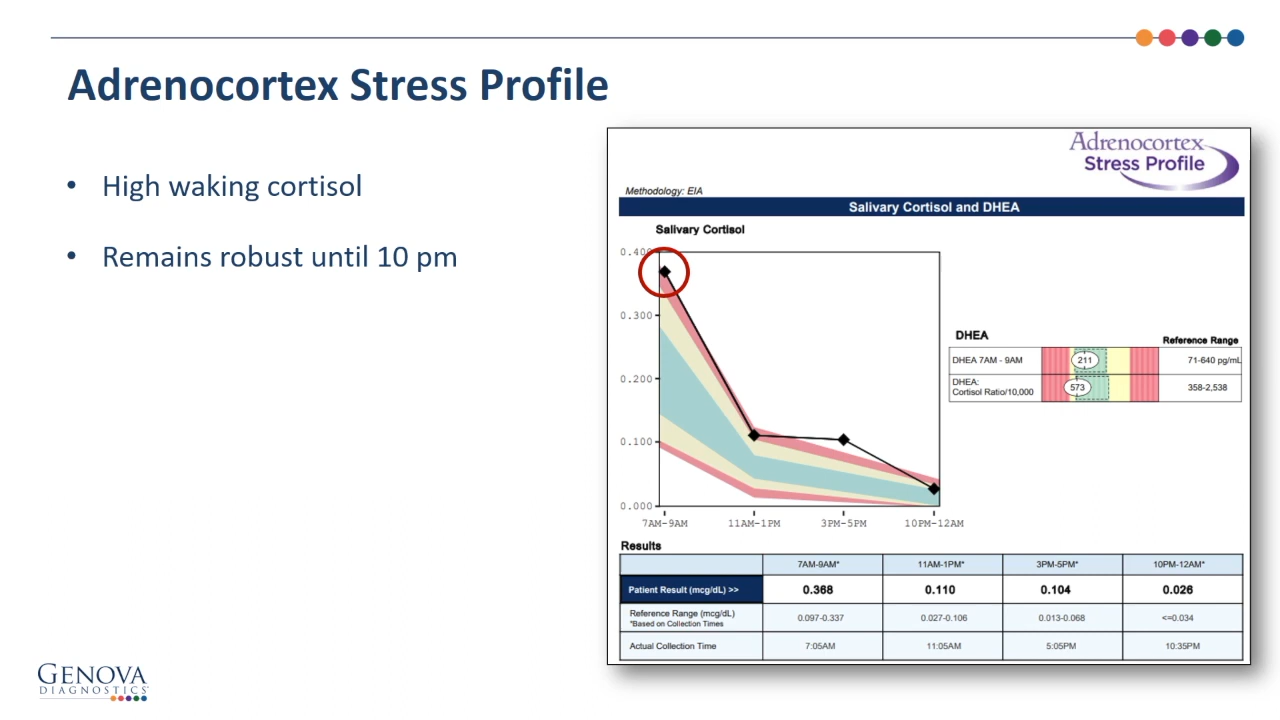 Adrenocortex Stress Profile
• High waking cortisol
• Remains robust until 10 pm
Adrenocortex
Stress Profile
Methodology: EIA
Salivary Cortisol and DHEA
Salivary Cortisol
0.400
0.300
0.200
0.100
0.000
7AM-9AM 11AM-1PM 3PM-5PM 10PM-12AM
DHEA
Reference Range
DHEA 7AM - 9AM 211 71-640 pg/mL
DHEA:
Cortisol Ratio/10,000 573 358-2,538
Results
7AM-9AM* 11AM-1PM* 3PM-5PM* 10PM-12AM*
Patient Result (mcg/dL) >> 0.368 0.110 0.104 0.026
Reference Range (mcg/dL) 0.097-0.337 0.027-0.106 0.013-0.068 <=0.034
*Based on Collection Times
Actual Collection Time 7:05AM 11:05AM 5:05PM 10:35PM
GENOVA
DIAGNOSTICS